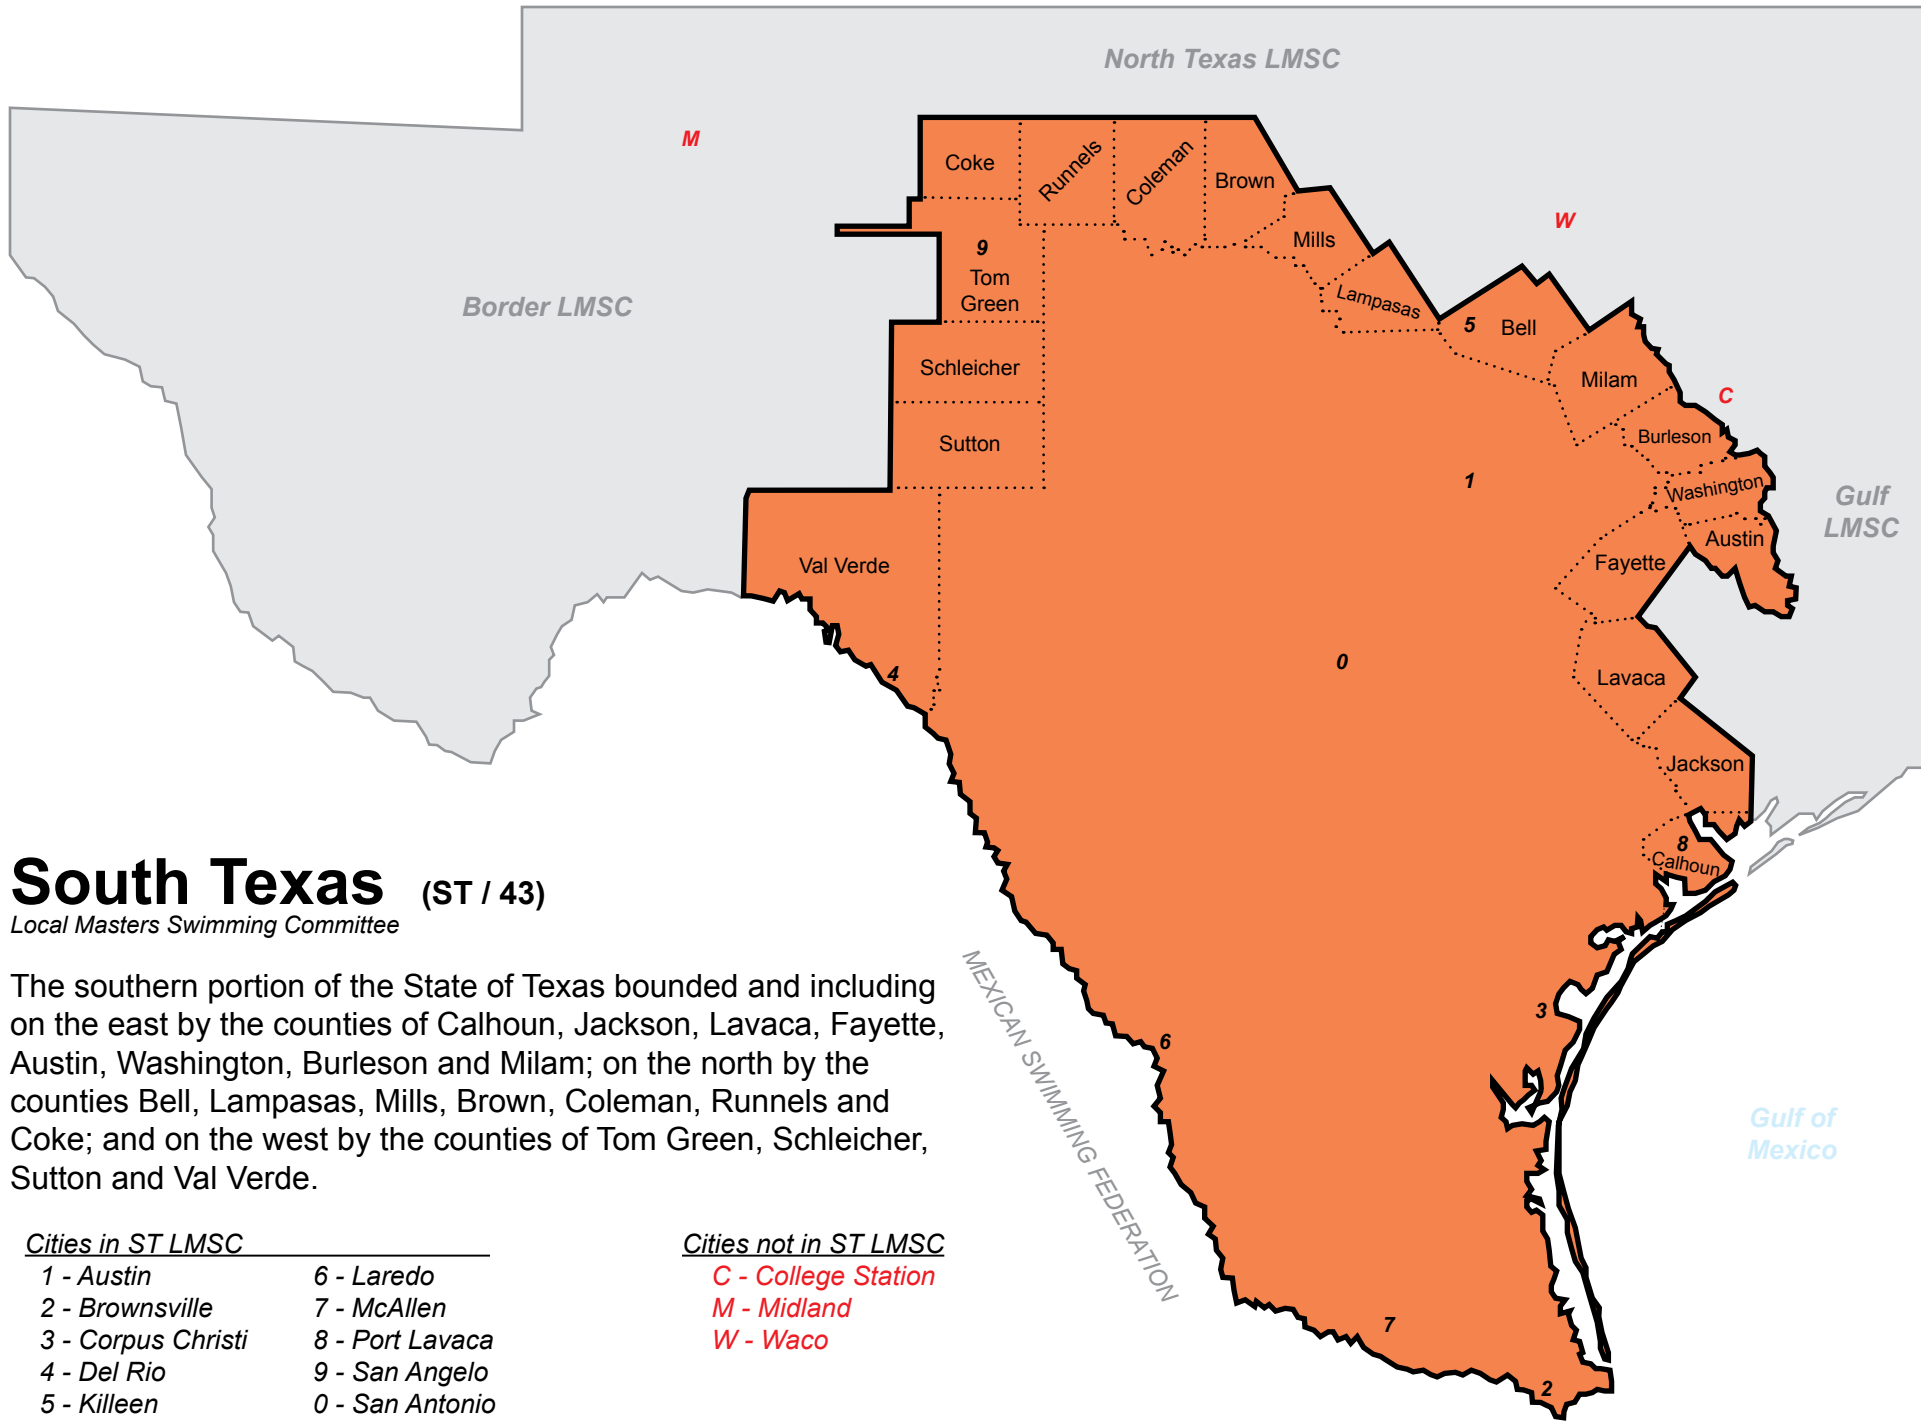 North Texas LMSC
M
Coke
Runnels
Coleman
Brown
W
9
Tom
Green
Mills
Border LMSC
Lampasas
5
Bell
Schleicher
Milam
C
Sutton
Burleson
1
Washington
Gulf
LMSC
Austin
Val Verde
Fayette
0
4
Lavaca
Jackson
8
Calhoun
South Texas (ST / 43)
Local Masters Swimming Committee
The southern portion of the State of Texas bounded and including
on the east by the counties of Calhoun, Jackson, Lavaca, Fayette,
Austin, Washington, Burleson and Milam; on the north by the
counties Bell, Lampasas, Mills, Brown, Coleman, Runnels and
Coke; and on the west by the counties of Tom Green, Schleicher,
Sutton and Val Verde.
MEXICAN SWIMMING FEDERATION
3
6
Gulf of
Mexico
7
2
Cities in ST LMSC
1 - Austin
2 - Brownsville
3 - Corpus Christi
4 - Del Rio
5 - Killeen
6 - Laredo
7 - McAllen
8 - Port Lavaca
9 - San Angelo
0 - San Antonio
Cities not in ST LMSC
C - College Station
M - Midland
W - Waco